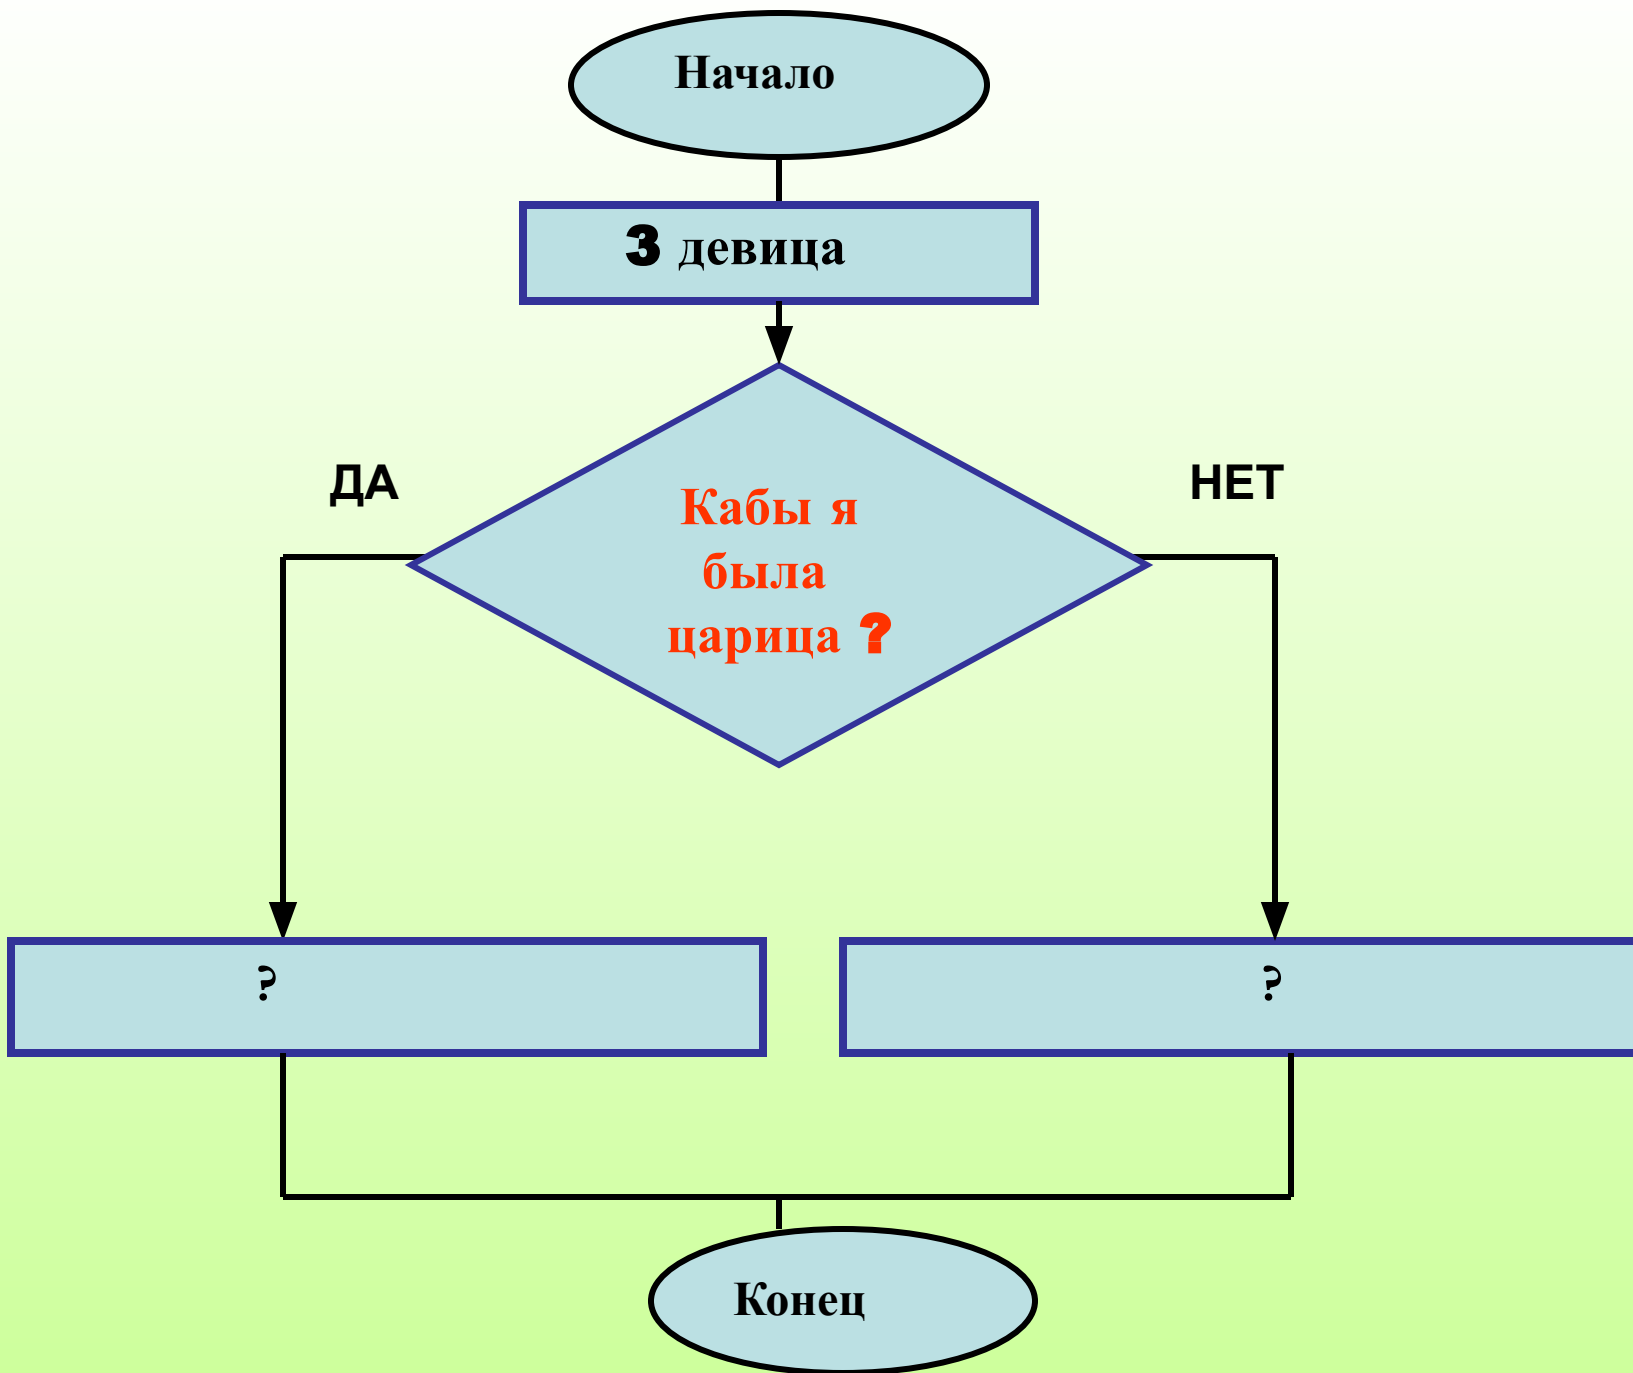 Начало
3 девица
ДА
НЕТ
Кабы я
была
царица ?
?
?
Конец